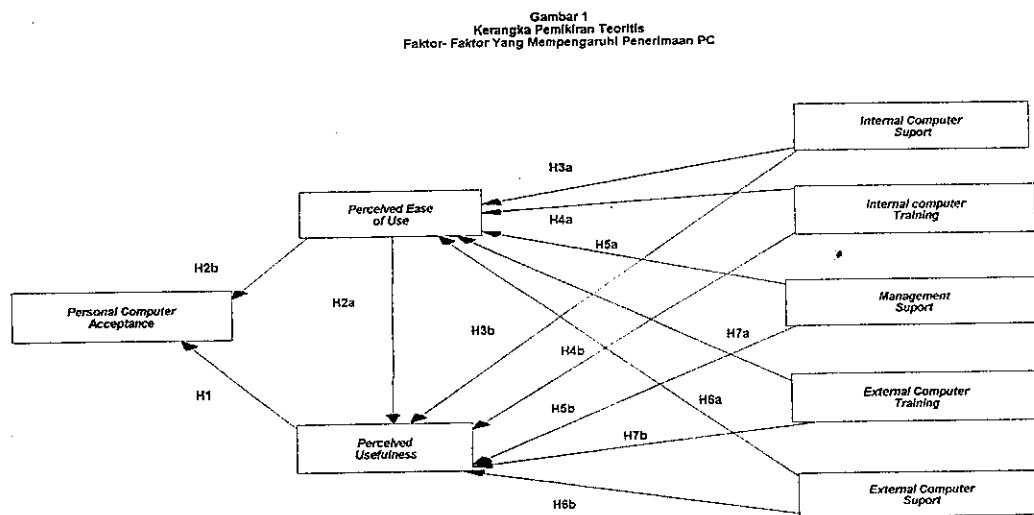 Gambar 1
Kerangka Pemikiran Teoritis
Faktor- Faktor Yang Mempengaruhi Penerimaan PC
Internal Computer
Suport
H3a
Perceived Ease
of Use
H4a
Internal computer
Training
H5a
H2b
H2a
Personal Computer
Acceptance
H3b
H4b
H7a
Management
Suport
H1
H5b
H6a
External Computer
Training
Perceived
Usefulness
H7b
H6b
External Computer
Suport